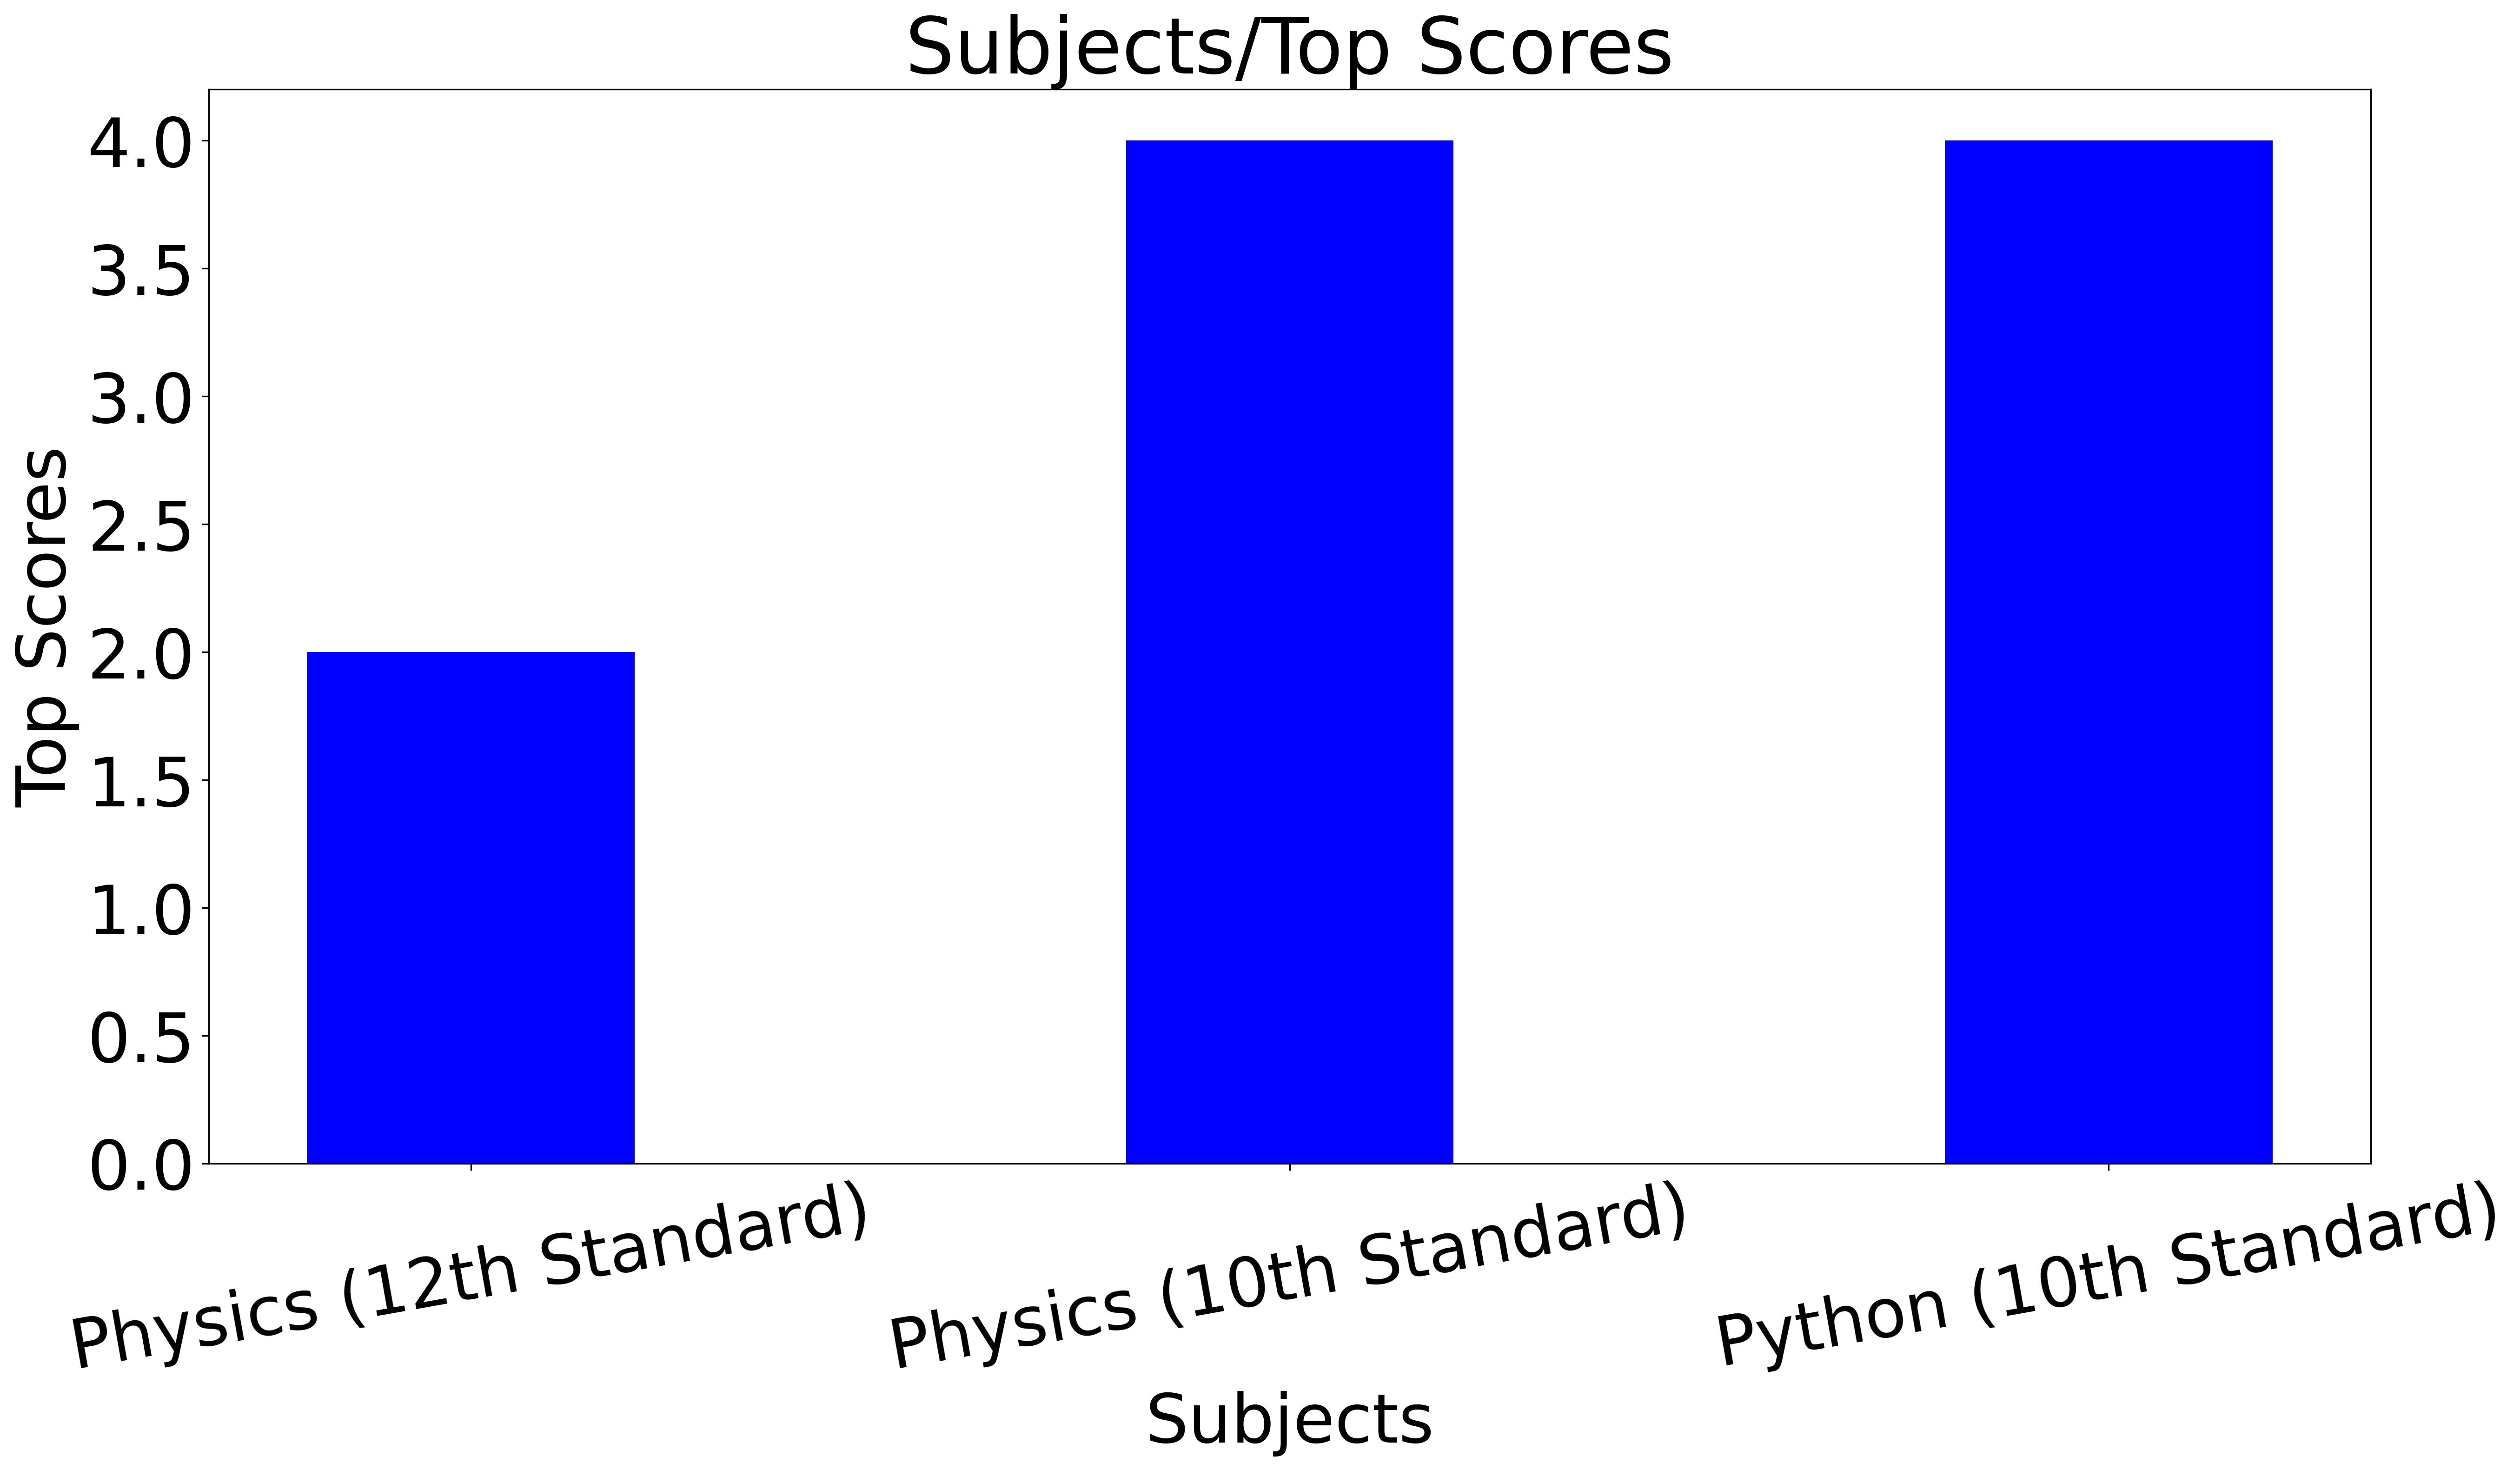 Subjects/Top Scores
Top Scores
4.0
3.5
3.0
2.5
2.0
1.5
1.0
0.5
0.0
Physics (12th Standard)
Physics (10th Standard)
Python (10th Standard)
Subjects